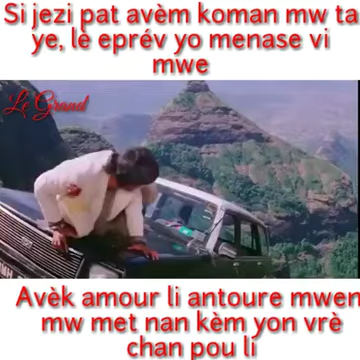 Si jezi pat avèm koman mw ta
ye, lè eprév yo menase vi
mwe
Le Grand
Avèk amour li antoure mwen
mw met nan kèm yon vrè
chan pou li